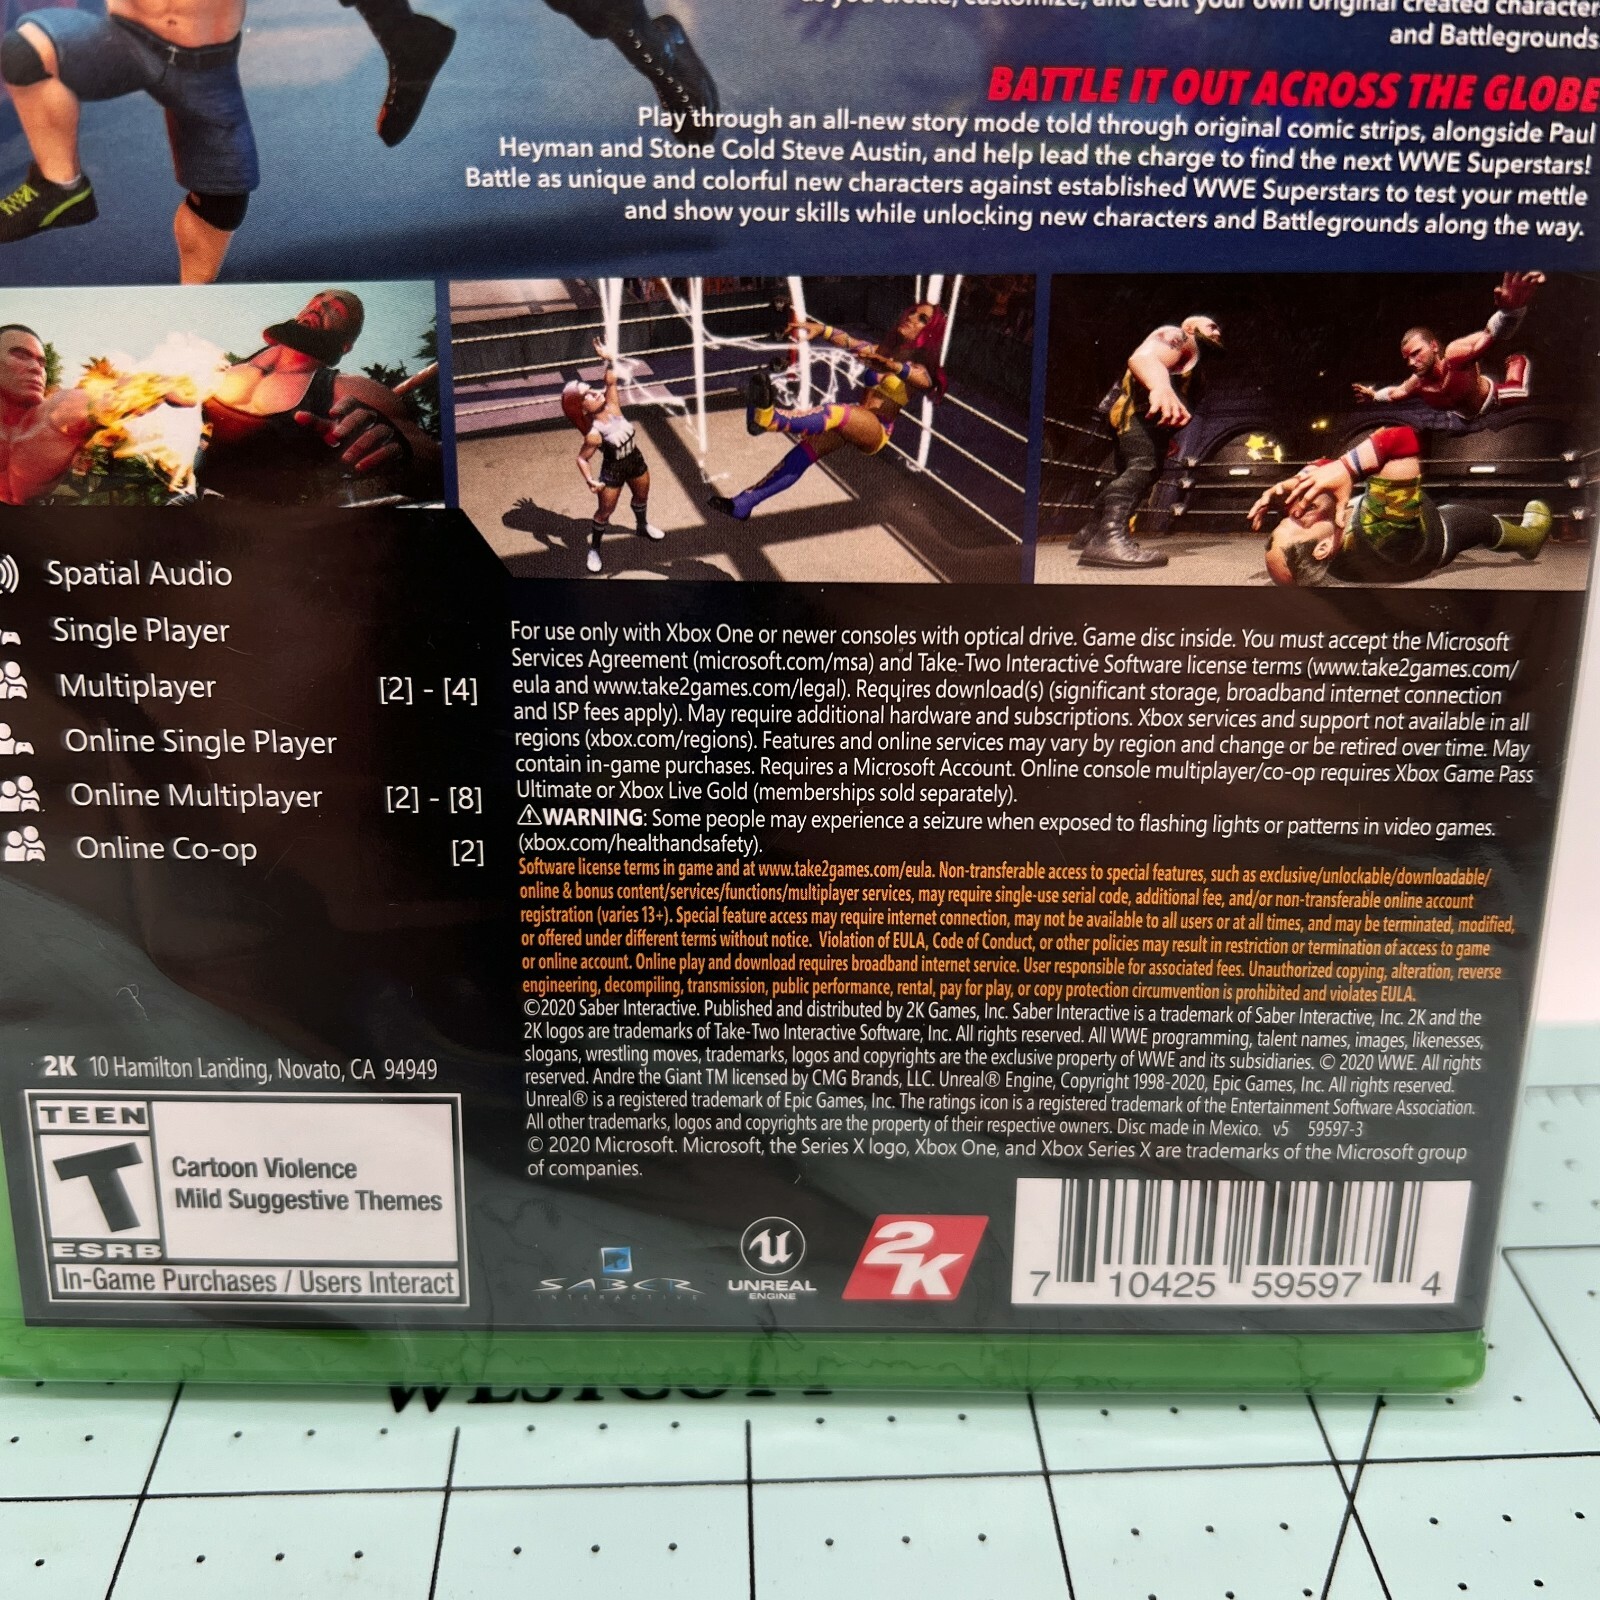 as you create, customize, and edit your own original created character
and Battlegrounds
BATTLE IT OUT ACROSS THE GLOBE
Play through an all-new story mode told through original comic strips, alongside Paul
Heyman and Stone Cold Steve Austin, and help lead the charge to find the next WWE Superstars!
Battle as unique and colorful new characters against established WWE Superstars to test your mettle
and show your skills while unlocking new characters and Battlegrounds along the way.
Spatial Audio
Single Player
Multiplayer [2] - [4]
Online Single Player
Online Multiplayer [2] - [8]
Online Co-op [2]
For use only with Xbox One or newer consoles with optical drive. Game disc inside. You must accept the Microsoft
Services Agreement (microsoft.com/msa) and Take-Two Interactive Software license terms (www.take2games.com/
eula and www.take2games.com/legal). Requires download(s) (significant storage, broadband internet connection
and ISP fees apply). May require additional hardware and subscriptions. Xbox services and support not available in all
regions (xbox.com/regions). Features and online services may vary by region and change or be retired over time. May
contain in-game purchases. Requires a Microsoft Account. Online console multiplayer/co-op requires Xbox Game Pass
Ultimate or Xbox Live Gold (memberships sold separately).
⚠WARNING: Some people may experience a seizure when exposed to flashing lights or patterns in video games.
(xbox.com/healthandsafety).
Software license terms in game and at www.take2games.com/eula. Non-transferable access to special features, such as exclusive/unlockable/downloadable/
online & bonus content/services/functions/multiplayer services, may require single-use serial code, additional fee, and/or non-transferable online account
registration (varies 13+). Special feature access may require internet connection, may not be available to all users or at all times, and may be terminated, modified,
or offered under different terms without notice. Violation of EULA, Code of Conduct, or other policies may result in restriction or termination of access to game
or online account. Online play and download requires broadband internet service. User responsible for associated fees. Unauthorized copying, alteration, reverse
engineering, decompiling, transmission, public performance, rental, pay for play, or copy protection circumvention is prohibited and violates EULA.
©2020 Saber Interactive. Published and distributed by 2K Games, Inc. Saber Interactive is a trademark of Saber Interactive, Inc. 2K and the
2K logos are trademarks of Take-Two Interactive Software, Inc. All rights reserved. All WWE programming, talent names, images, likenesses,
slogans, wrestling moves, trademarks, logos and copyrights are the exclusive property of WWE and its subsidiaries. © 2020 WWE. All rights
reserved. Andre the Giant TM licensed by CMG Brands, LLC. Unreal® Engine, Copyright 1998-2020, Epic Games, Inc. All rights reserved.
Unreal® is a registered trademark of Epic Games, Inc. The ratings icon is a registered trademark of the Entertainment Software Association.
All other trademarks, logos and copyrights are the property of their respective owners. Disc made in Mexico. v5 59597-3
© 2020 Microsoft. Microsoft, the Series X logo, Xbox One, and Xbox Series X are trademarks of the Microsoft group
of companies.
2K 10 Hamilton Landing, Novato, CA 94949
TEEN
T
ESRB
Cartoon Violence
Mild Suggestive Themes
In-Game Purchases / Users Interact
SABER
INTERACTIVE
UNREAL
ENGINE
2K
7 10425 59597 4
WESTCOTT